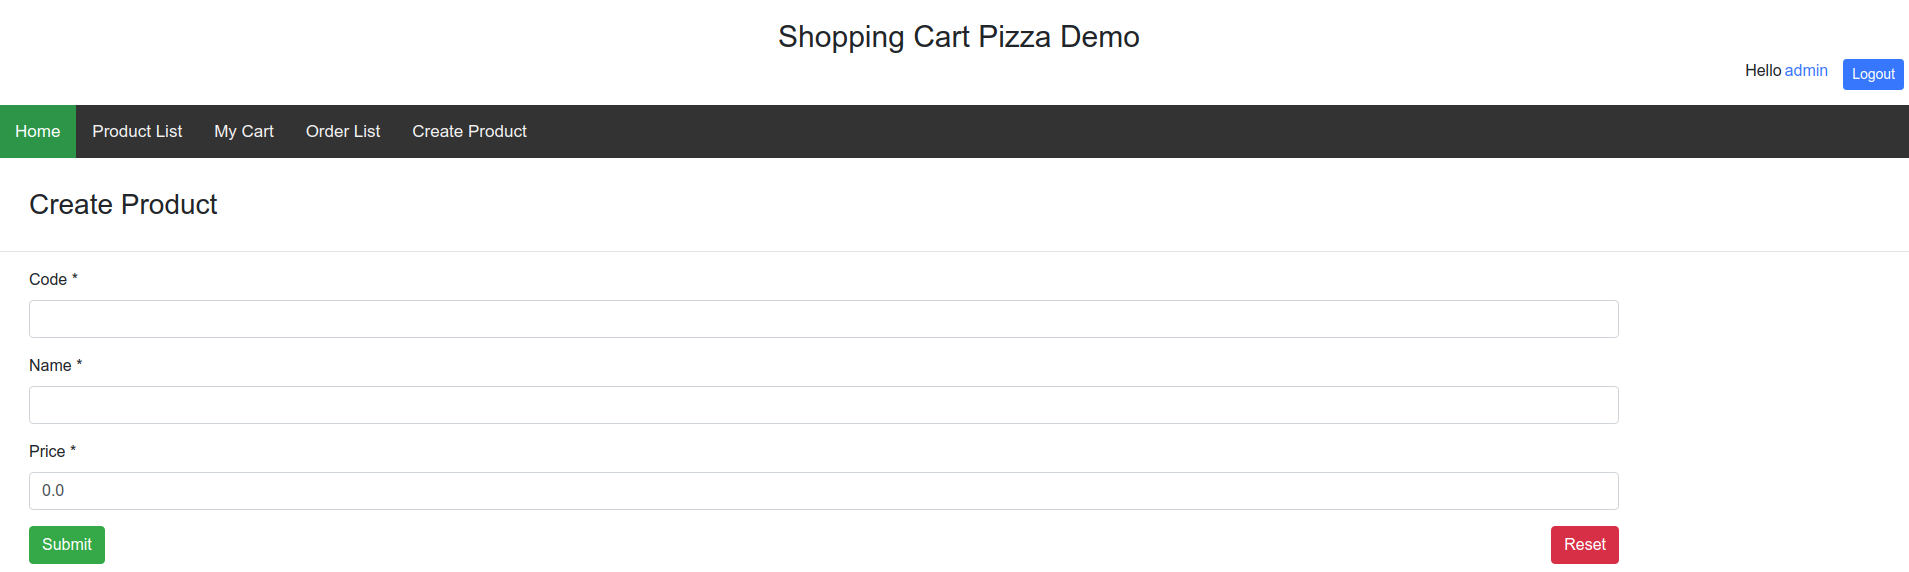 Shopping Cart Pizza Demo
Hello admin Logout
Home Product List My Cart Order List Create Product
Create Product
Code *
Name *
Price *
0.0
Submit Reset